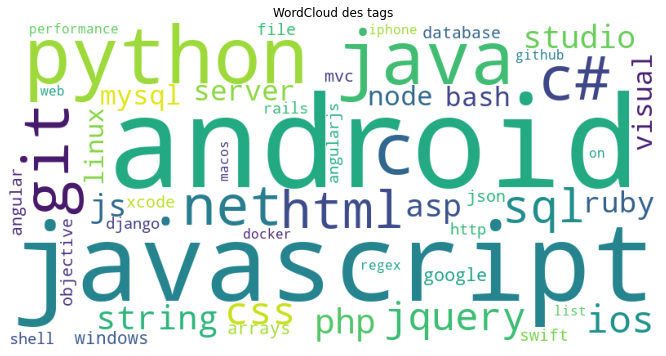 WordCloud des tags
performance
file
iphone
database
studio
python
java
github
c#
visual
web
mysql
server
mvc
node
bash
rails
linux
git
android
c
angularjs
macos
on
angular
js
xcode
.net
html
asp
json
sql
ruby
django
docker
http
objective
javascript
regex
google
string
css
arrays
php
jquery
list
ios
swift
shell
windows